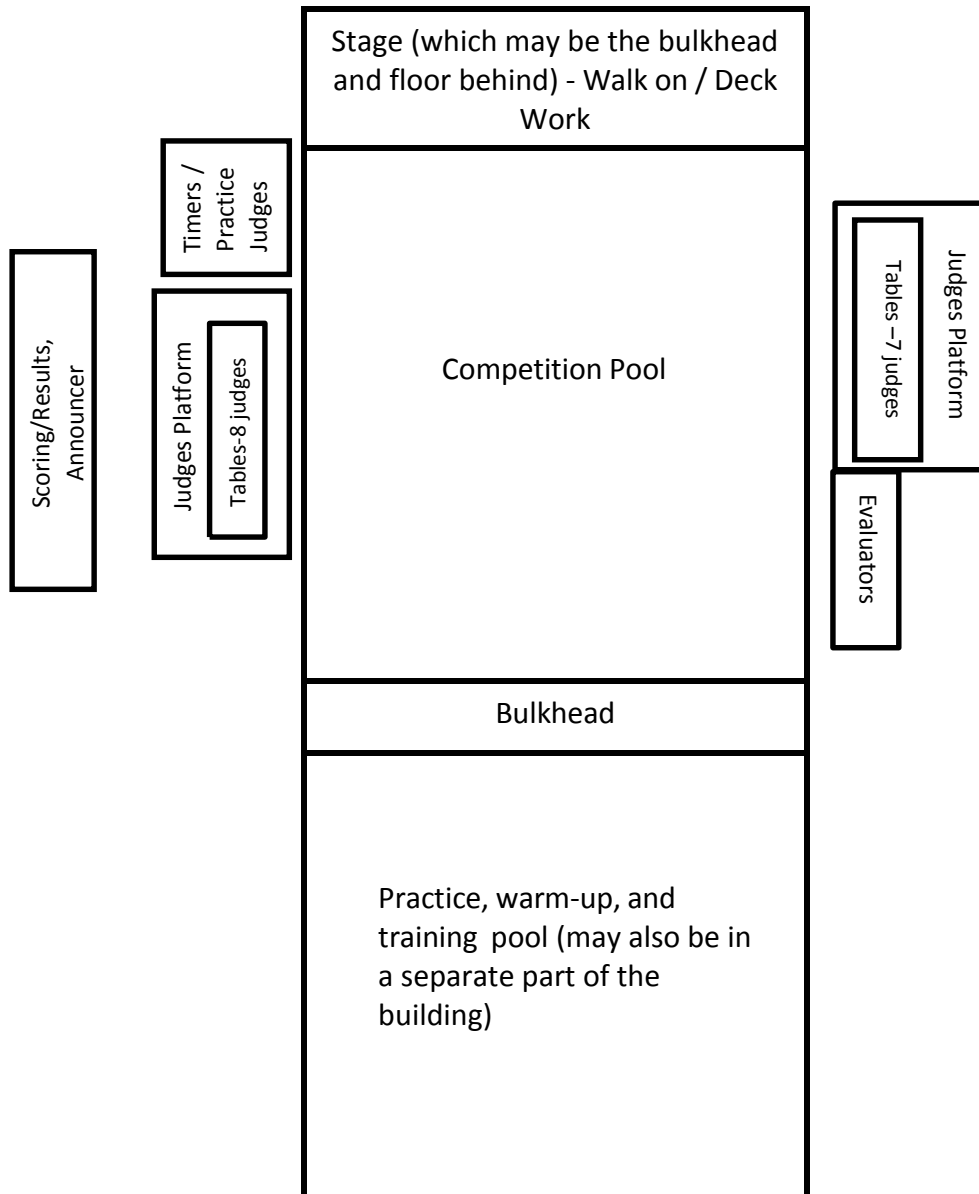 Stage (which may be the bulkhead
and floor behind) - Walk on / Deck
Work
Timers /
Practice
Judges
Scoring/Results,
Announcer
Judges Platform
Tables-8 judges
Competition Pool
Tables –7 judges
Judges Platform
Evaluators
Bulkhead
Practice, warm-up, and
training pool (may also be in
a separate part of the
building)